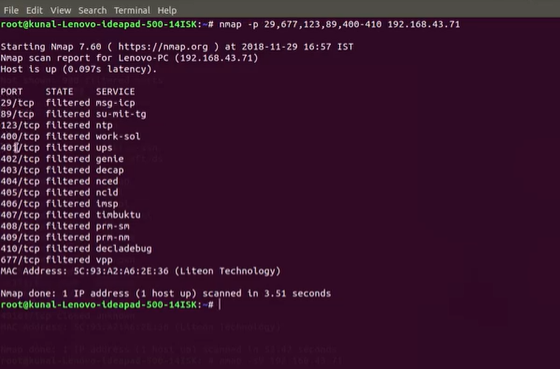 File Edit View Search Terminal Help
root@kunal-Lenovo-ideapad-500-14ISK:~# nmap -p 29,677,123,89,400-410 192.168.43.71
Starting Nmap 7.60 ( https://nmap.org ) at 2018-11-29 16:57 IST
Nmap scan report for Lenovo-PC (192.168.43.71)
Host is up (0.097s latency).
PORT STATE SERVICE
29/tcp filtered msg-icp
89/tcp filtered su-mit-tg
123/tcp filtered ntp
400/tcp filtered work-sol
401/tcp filtered ups
402/tcp filtered genie
403/tcp filtered decap
404/tcp filtered nced
405/tcp filtered ncld
406/tcp filtered imsp
407/tcp filtered timbuktu
408/tcp filtered prm-sm
409/tcp filtered prm-nm
410/tcp filtered decladebug
677/tcp filtered vpp
MAC Address: 5C:93:A2:A6:2E:36 (Liteon Technology)
Nmap done: 1 IP address (1 host up) scanned in 3.51 seconds
root@kunal-Lenovo-ideapad-500-14ISK:~#